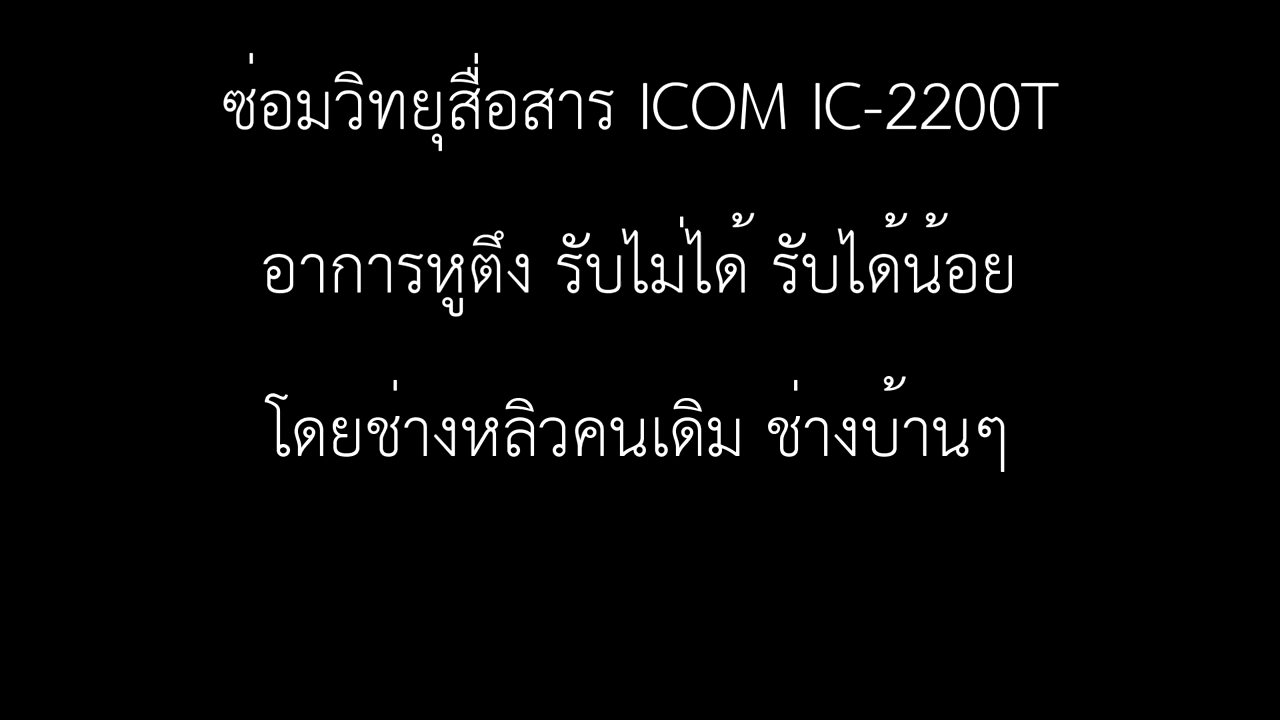 ซ่อมวิทยุสื่อสาร ICOM IC-2200T
อาการหูตึง รับไม่ได้ รับได้น้อย
โดยช่างหลิวคนเดิม ช่างบ้านๆ